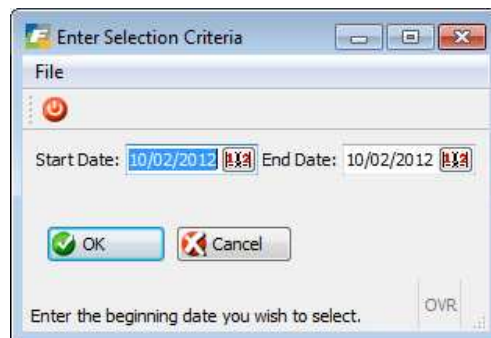 Enter Selection Criteria
File
Start Date: 10/02/2012 End Date: 10/02/2012
OK Cancel
Enter the beginning date you wish to select. OVR